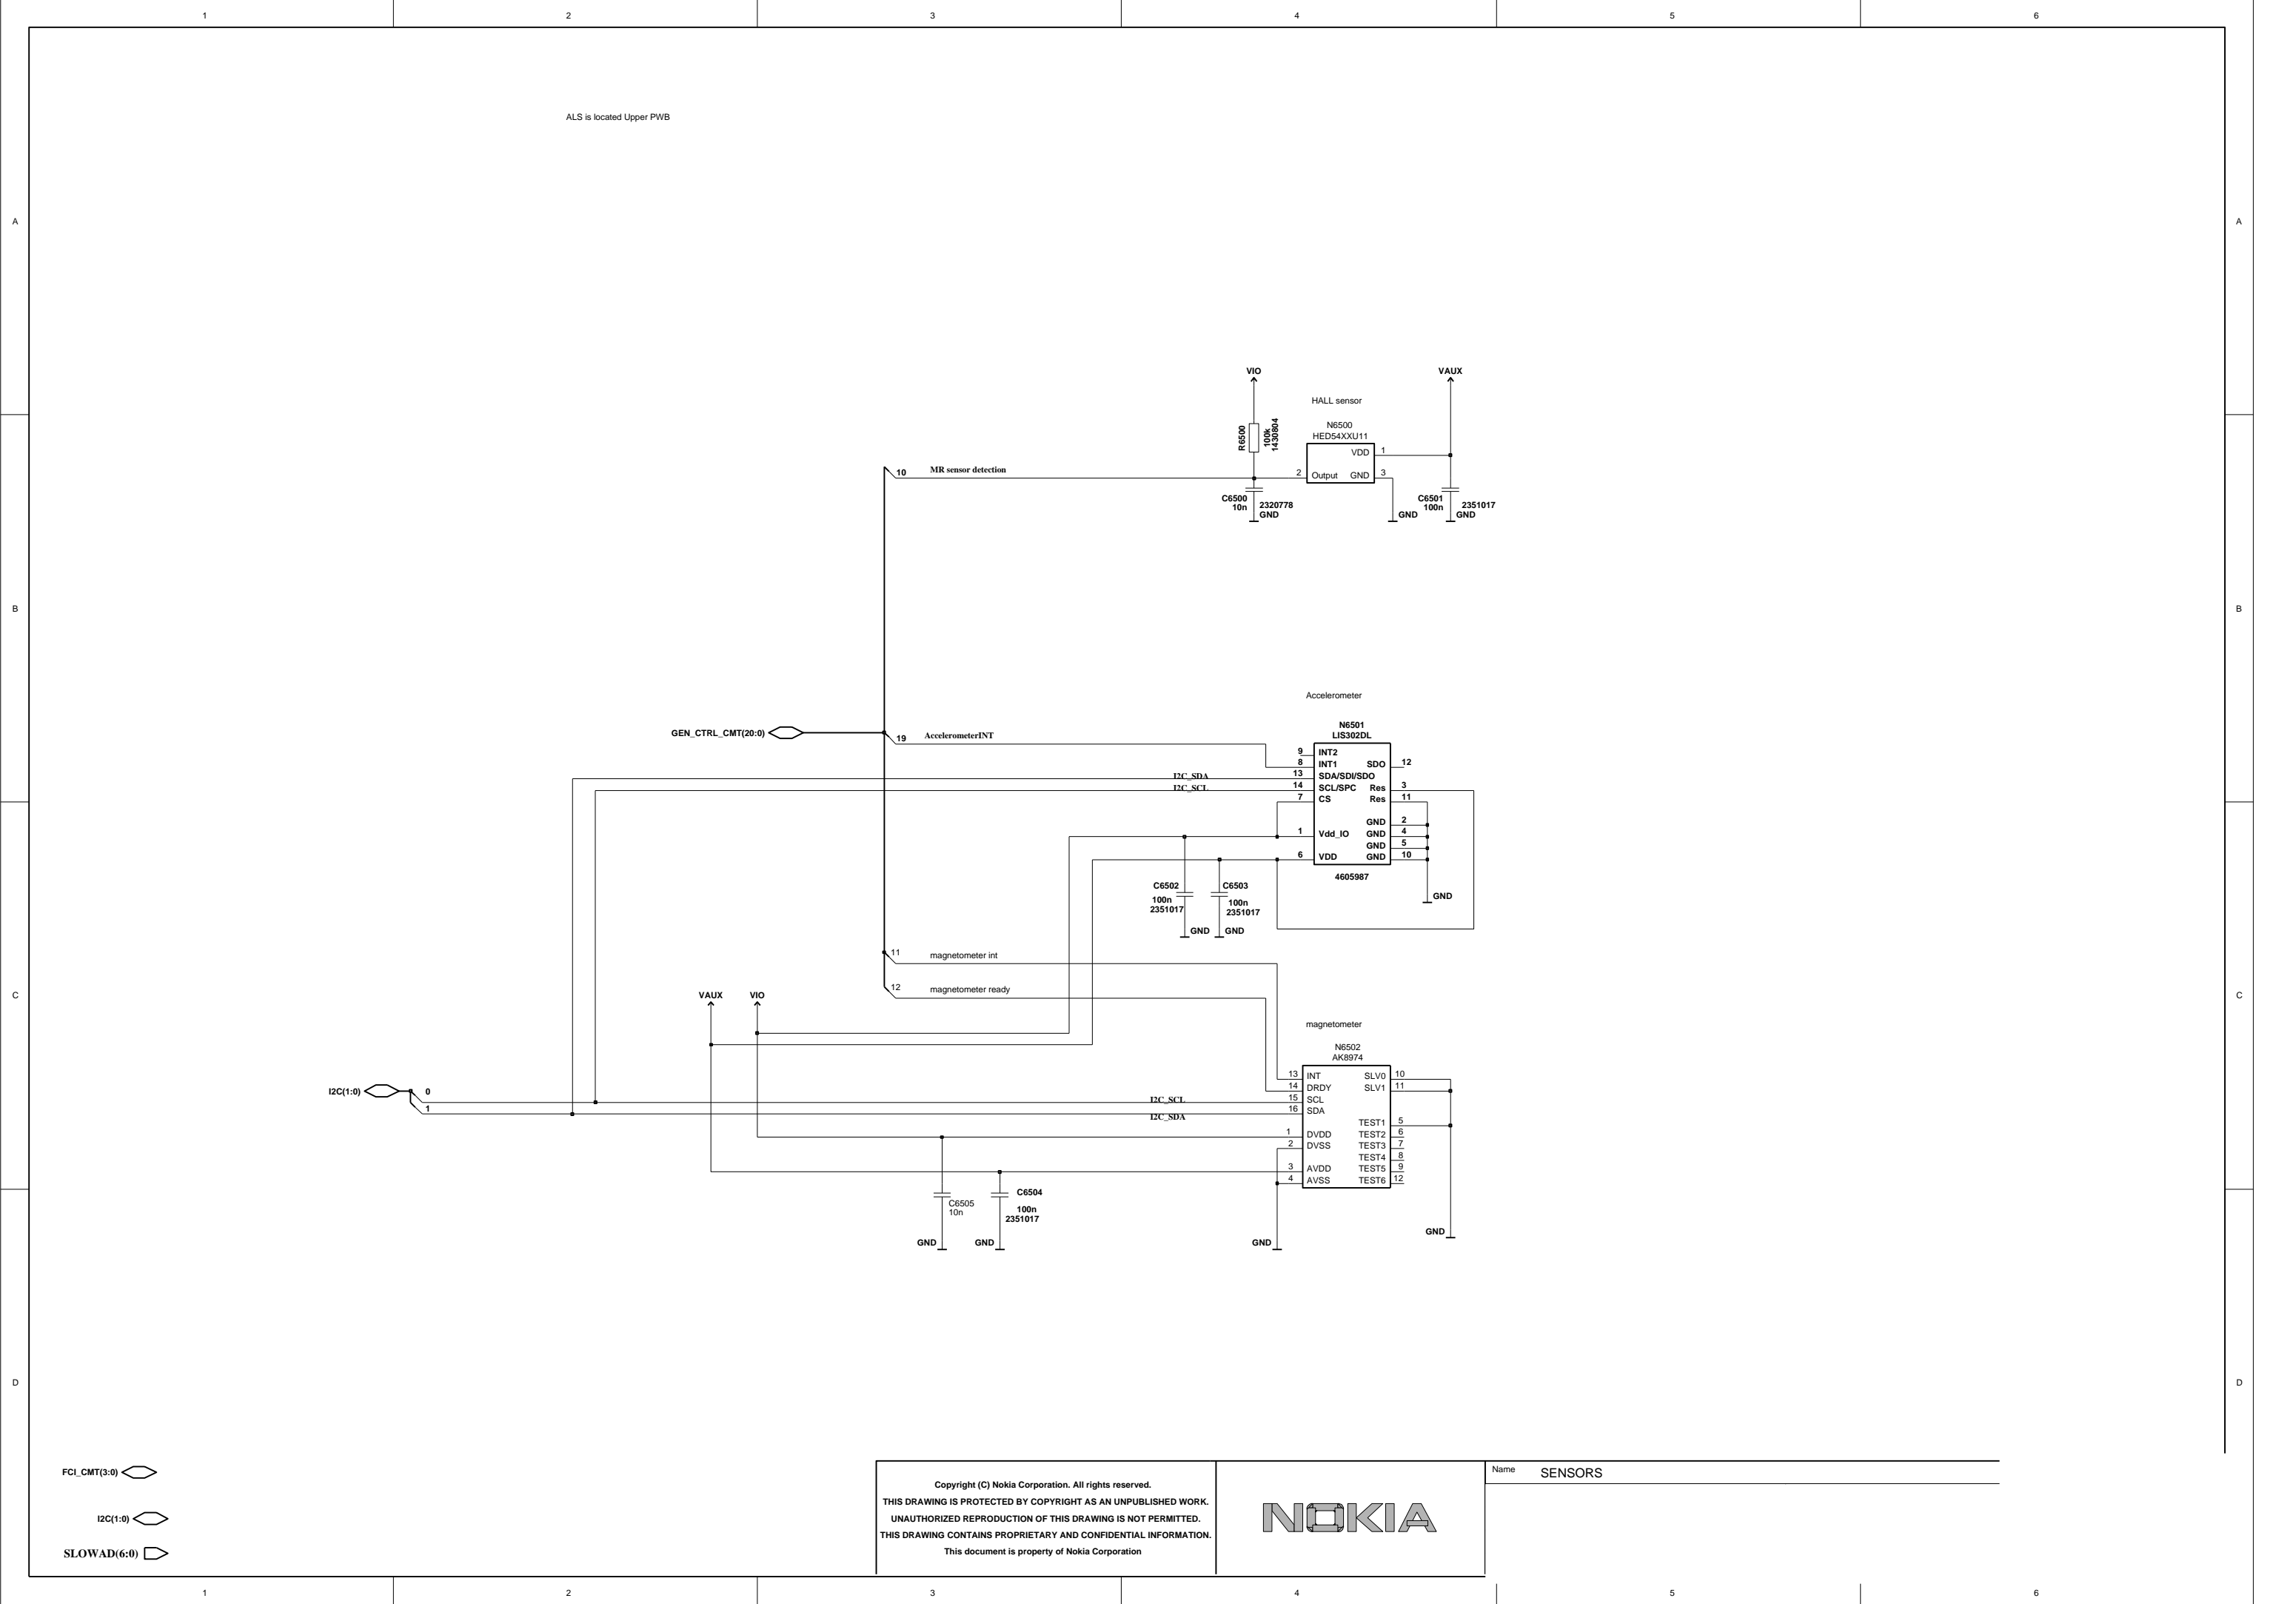 1 2 3 4 5 6
ALS is located Upper PWB
A A
VIO VAUX
HALL sensor
N6500
HED54XXU11
R6500
100k
1430804
VDD 1
10 MR sensor detection
2 Output GND 3
C6500
10n
2320778
GND
GND
C6501
100n
2351017
GND
B B
Accelerometer
N6501
LIS302DL
GEN_CTRL_CMT(20:0)
19 AccelerometerINT
9 INT2
8 INT1 SDO 12
I2C_SDA 13 SDA/SDI/SDO
I2C_SCL 14 SCL/SPC Res 3
7 CS Res 11
GND 2
1 Vdd_IO GND 4
GND 5
6 VDD GND 10
4605987
C6502
100n
2351017
GND
C6503
100n
2351017
GND
GND
11 magnetometer int
12 magnetometer ready
C C
VAUX VIO
magnetometer
N6502
AK8974
I2C(1:0)
0
1
13 INT SLV0 10
14 DRDY SLV1 11
I2C_SCL 15 SCL
I2C_SDA 16 SDA
TEST1 5
1 DVDD TEST2 6
2 DVSS TEST3 7
TEST4 8
3 AVDD TEST5 9
4 AVSS TEST6 12
C6505
10n
C6504
100n
2351017
GND GND GND GND
D D
FCI_CMT(3:0)
I2C(1:0)
SLOWAD(6:0)
Copyright (C) Nokia Corporation. All rights reserved.
THIS DRAWING IS PROTECTED BY COPYRIGHT AS AN UNPUBLISHED WORK.
UNAUTHORIZED REPRODUCTION OF THIS DRAWING IS NOT PERMITTED.
THIS DRAWING CONTAINS PROPRIETARY AND CONFIDENTIAL INFORMATION.
This document is property of Nokia Corporation
NOKIA
Name SENSORS
1 2 3 4 5 6